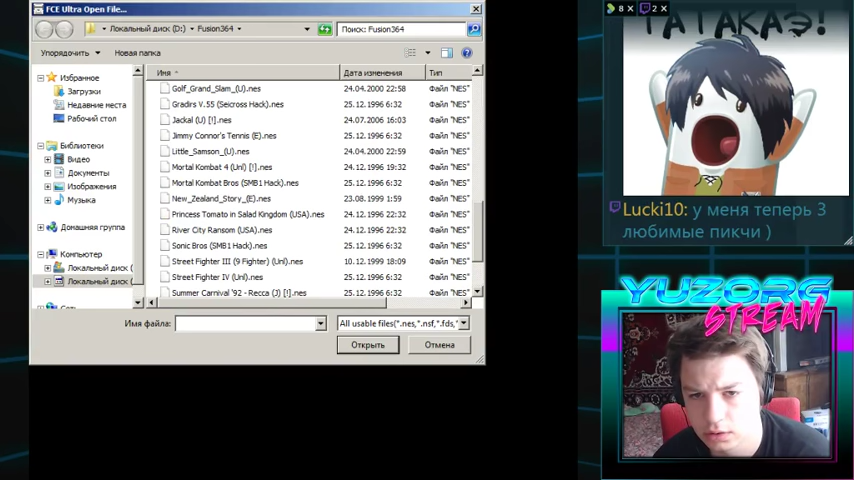 FCE Ultra Open File...
Локальный диск (D:) ▸ Fusion364
Поиск: Fusion364
Упорядочить
Новая папка
Имя
Дата изменения
Тип
Избранное
Загрузки
Недавние места
Рабочий стол
Библиотеки
Видео
Документы
Изображения
Музыка
Домашняя группа
Компьютер
Локальный диск (
Локальный диск (
Golf_Grand_Slam_(U).nes 24.04.2000 22:58 Файл "NES"
Gradirs V.55 (Seicross Hack).nes 25.12.1996 6:32 Файл "NES"
Jackal (U) [!].nes 24.07.2006 16:03 Файл "NES"
Jimmy Connor's Tennis (E).nes 25.12.1996 6:32 Файл "NES"
Little_Samson_(U).nes 24.04.2000 22:59 Файл "NES"
Mortal Kombat 4 (Unl) [!].nes 24.12.1996 19:32 Файл "NES"
Mortal Kombat Bros (SMB1 Hack).nes 25.12.1996 6:32 Файл "NES"
New_Zealand_Story_(E).nes 23.08.1999 1:59 Файл "NES"
Princess Tomato in Salad Kingdom (USA).nes 24.12.1996 22:32 Файл "NES"
River City Ransom (USA).nes 24.12.1996 22:32 Файл "NES"
Sonic Bros (SMB1 Hack).nes 25.12.1996 6:32 Файл "NES"
Street Fighter III (9 Fighter) (Unl).nes 10.12.1999 18:09 Файл "NES"
Street Fighter IV (Unl).nes 25.12.1996 6:32 Файл "NES"
Summer Carnival '92 - Recca (J) [!].nes 25.12.1996 6:32 Файл "NES"
Имя файла:
All usable files(*.nes,*.nsf,*.fds,*
Открыть
Отмена
8 × 2 ×
ТАТАКАЭ!
Lucki10: у меня теперь 3
любимые пикчи )
YUZORG
STREAM